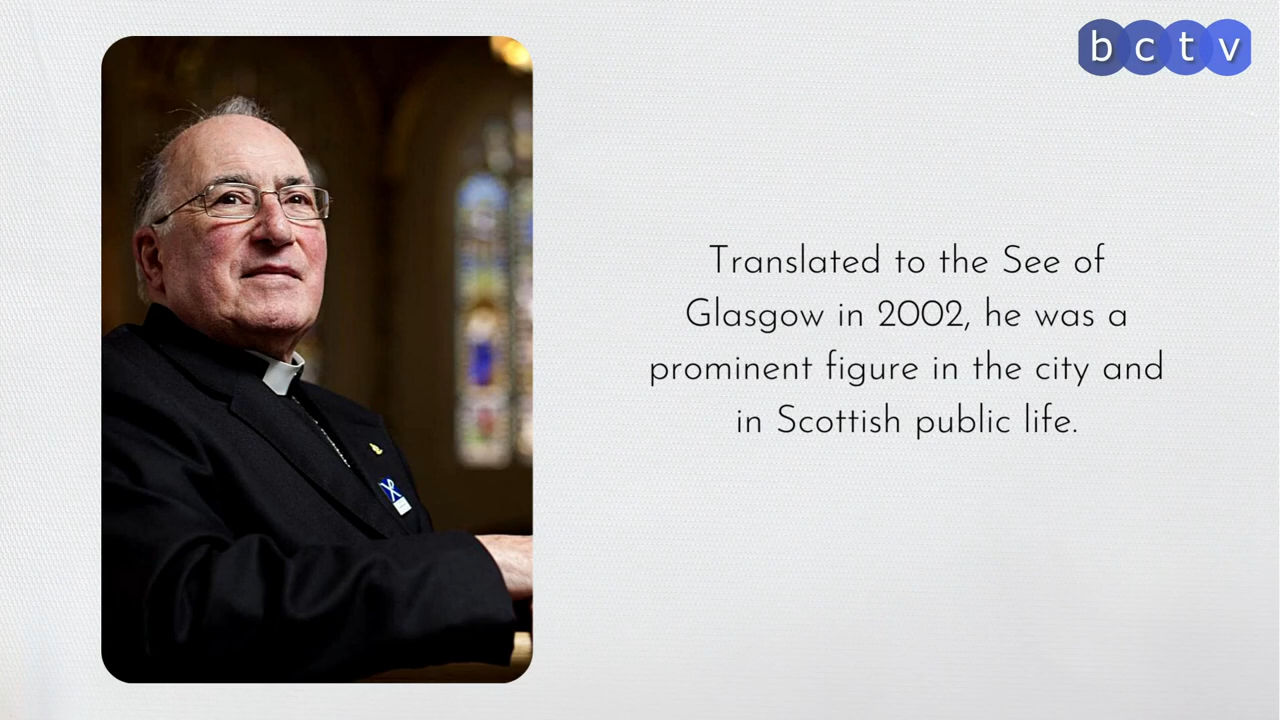 bctv
Translated to the See of
Glasgow in 2002, he was a
prominent figure in the city and
in Scottish public life.